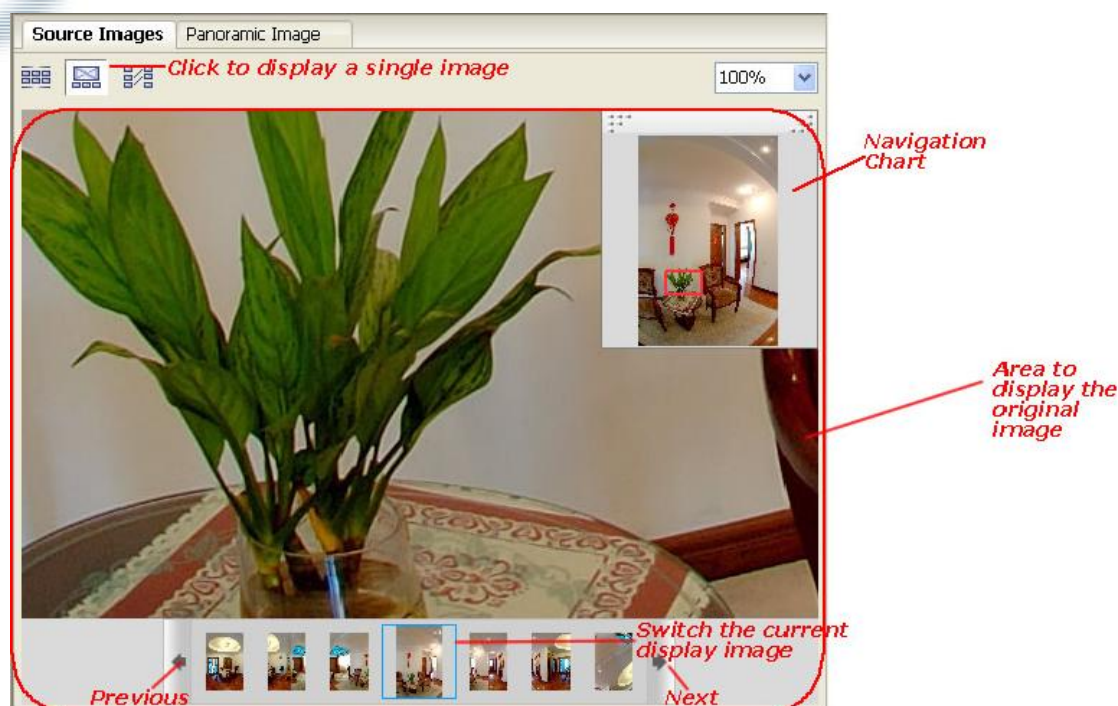 Source Images Panoramic Image
Click to display a single image
100%
Navigation
Chart
Area to
display the
original
image
Switch the current
display image
Previous
Next